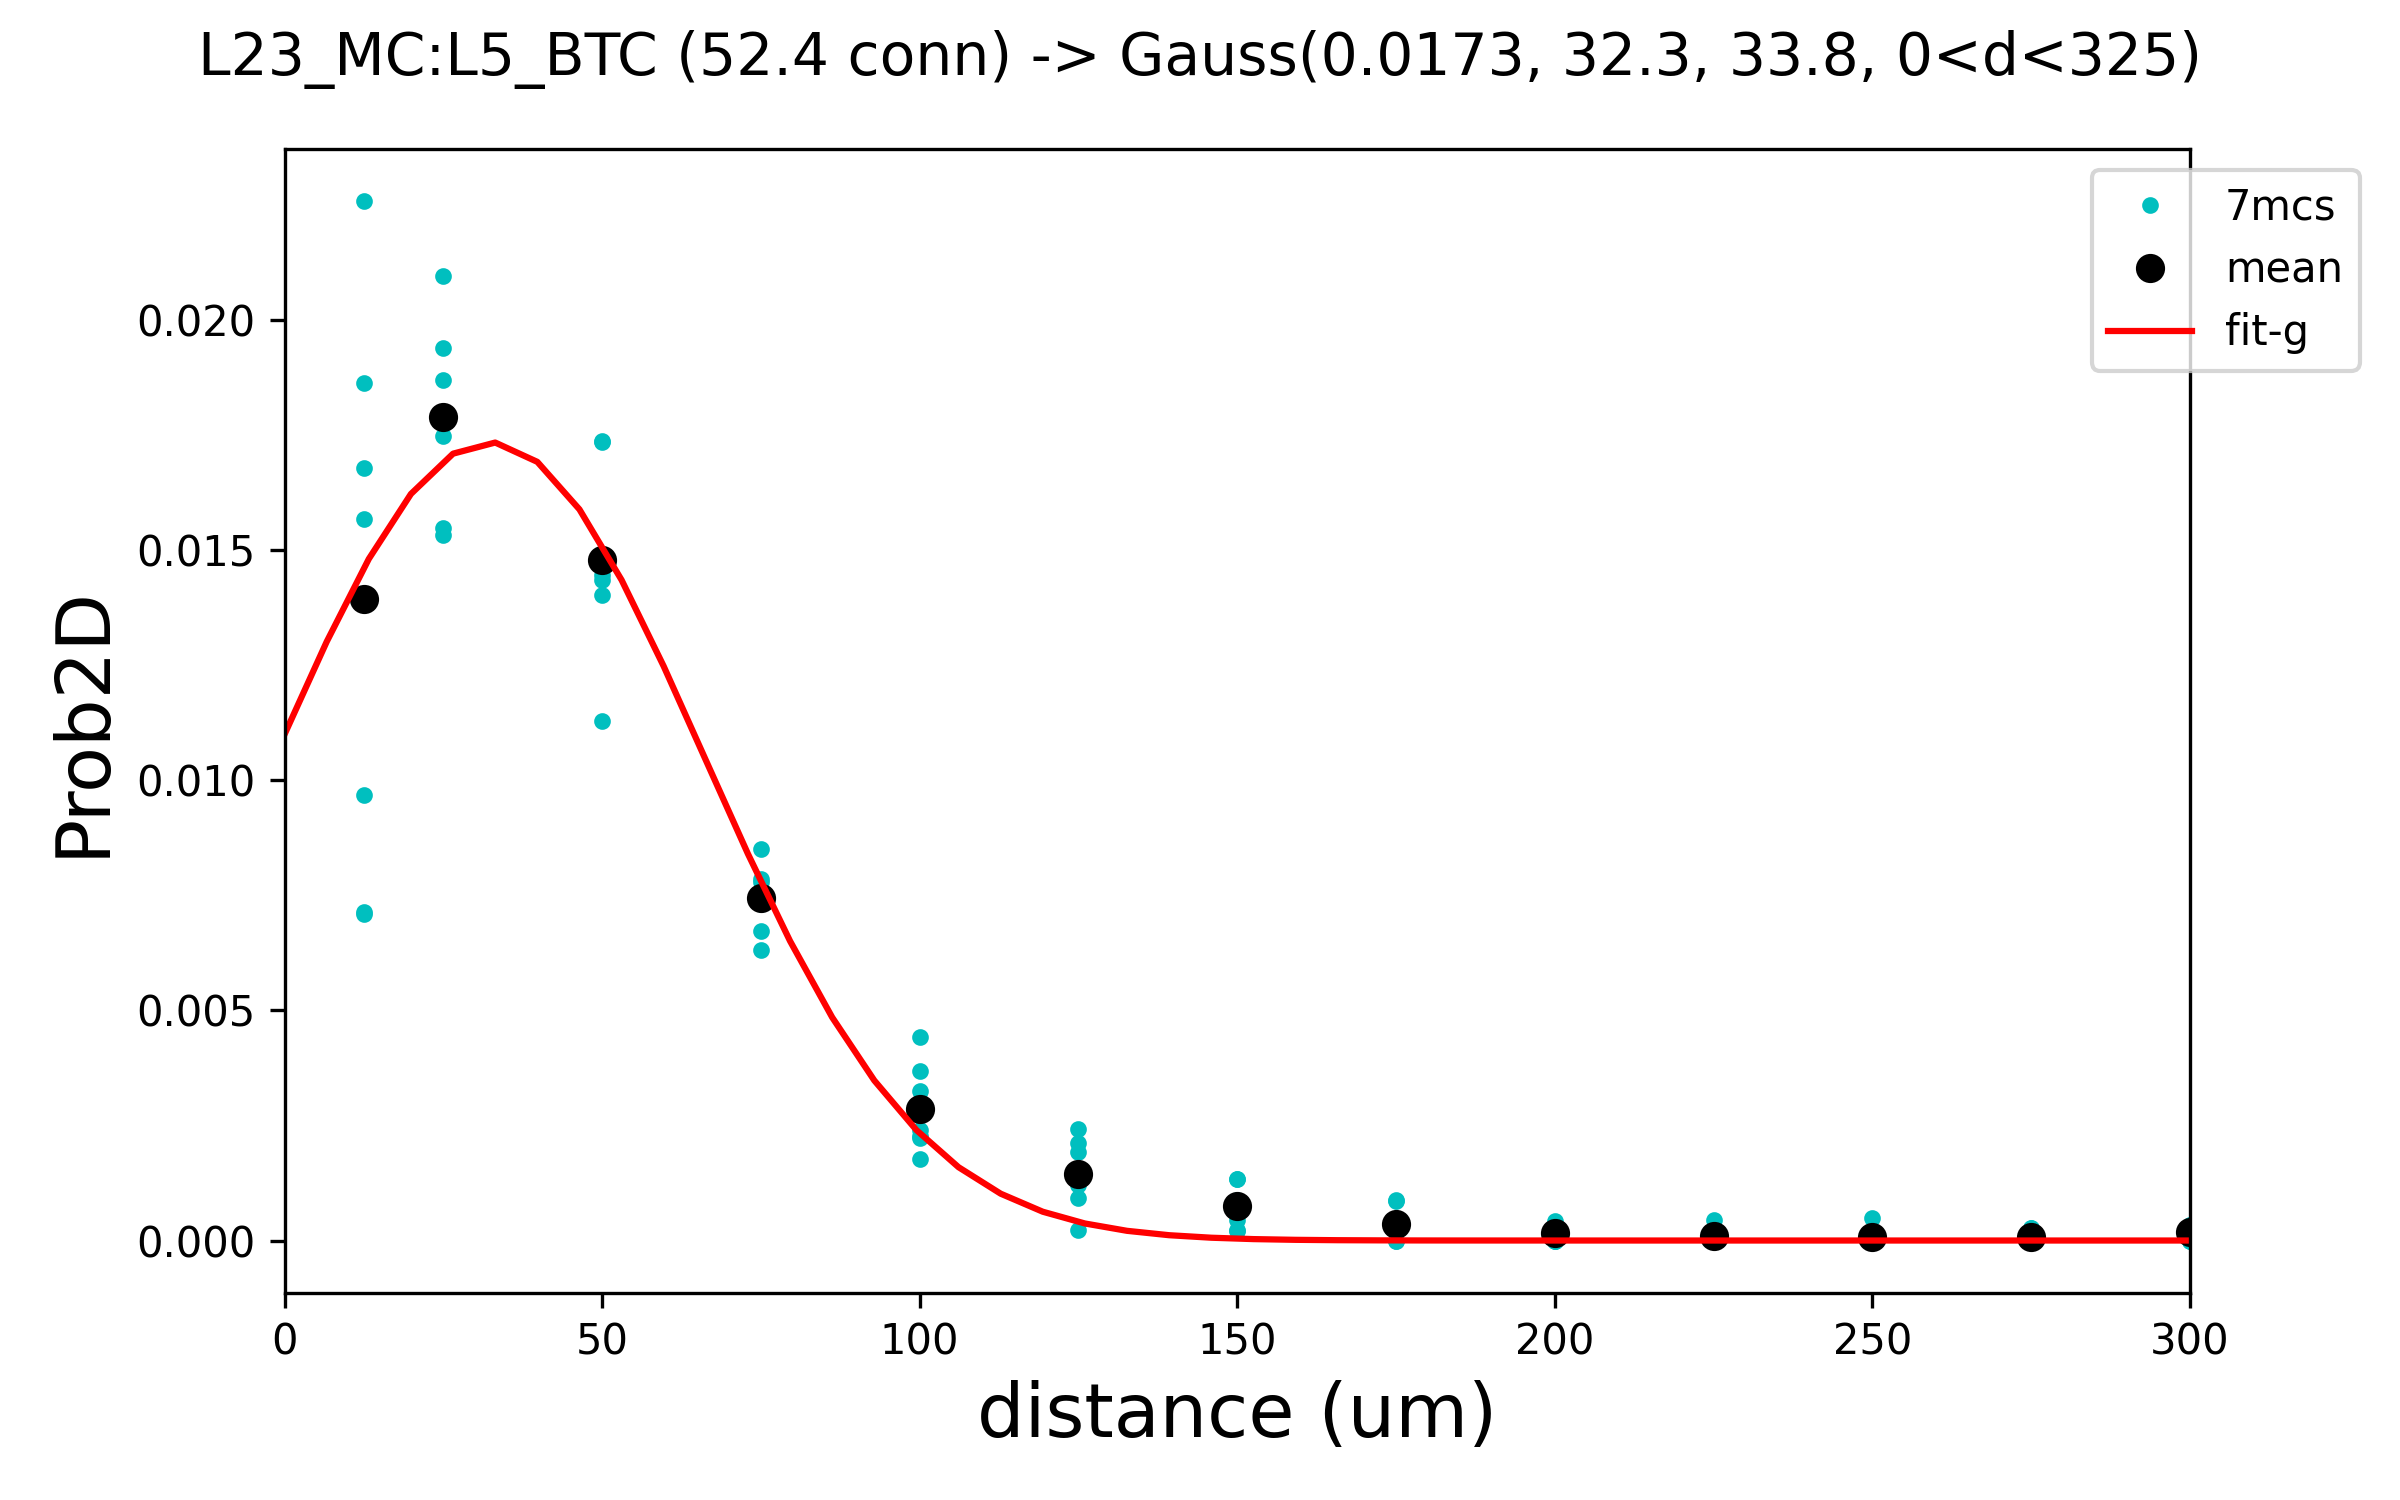 L23_MC:L5_BTC (52.4 conn) -> Gauss(0.0173, 32.3, 33.8, 0<d<325)
7mcs
mean
fit-g
0.020
0.015
0.010
0.005
0.000
Prob2D
0 50 100 150 200 250 300
distance (um)